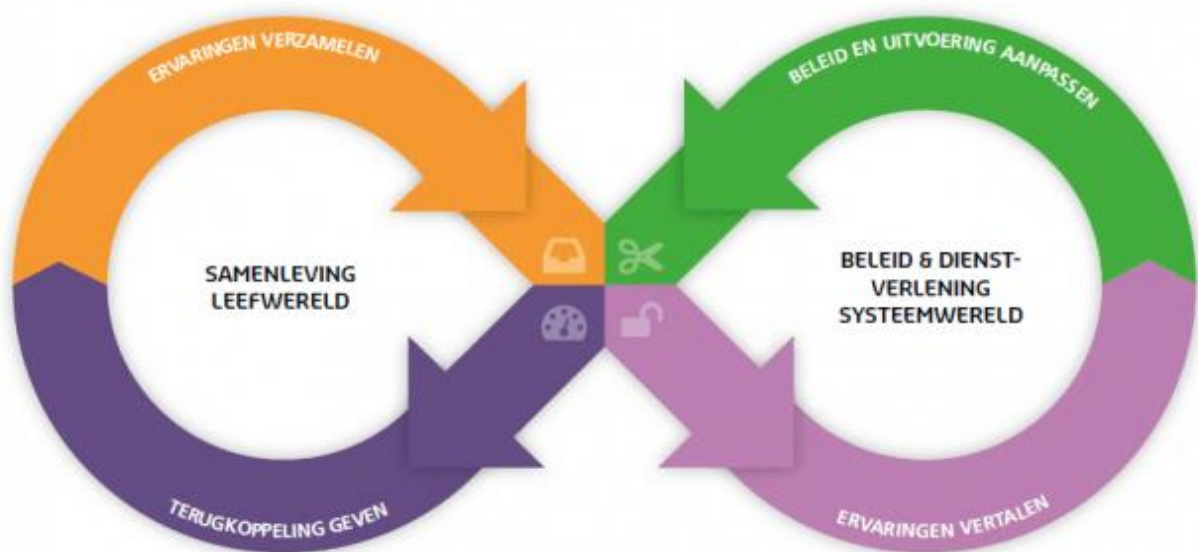 ERVARINGEN VERZAMELEN
BELEID EN UITVOERING AANPASSEN
SAMENLEVING
LEEFWERELD
BELEID & DIENST-
VERLENING
SYSTEEMWERELD
TERUGKOPPELING GEVEN
ERVARINGEN VERTALEN